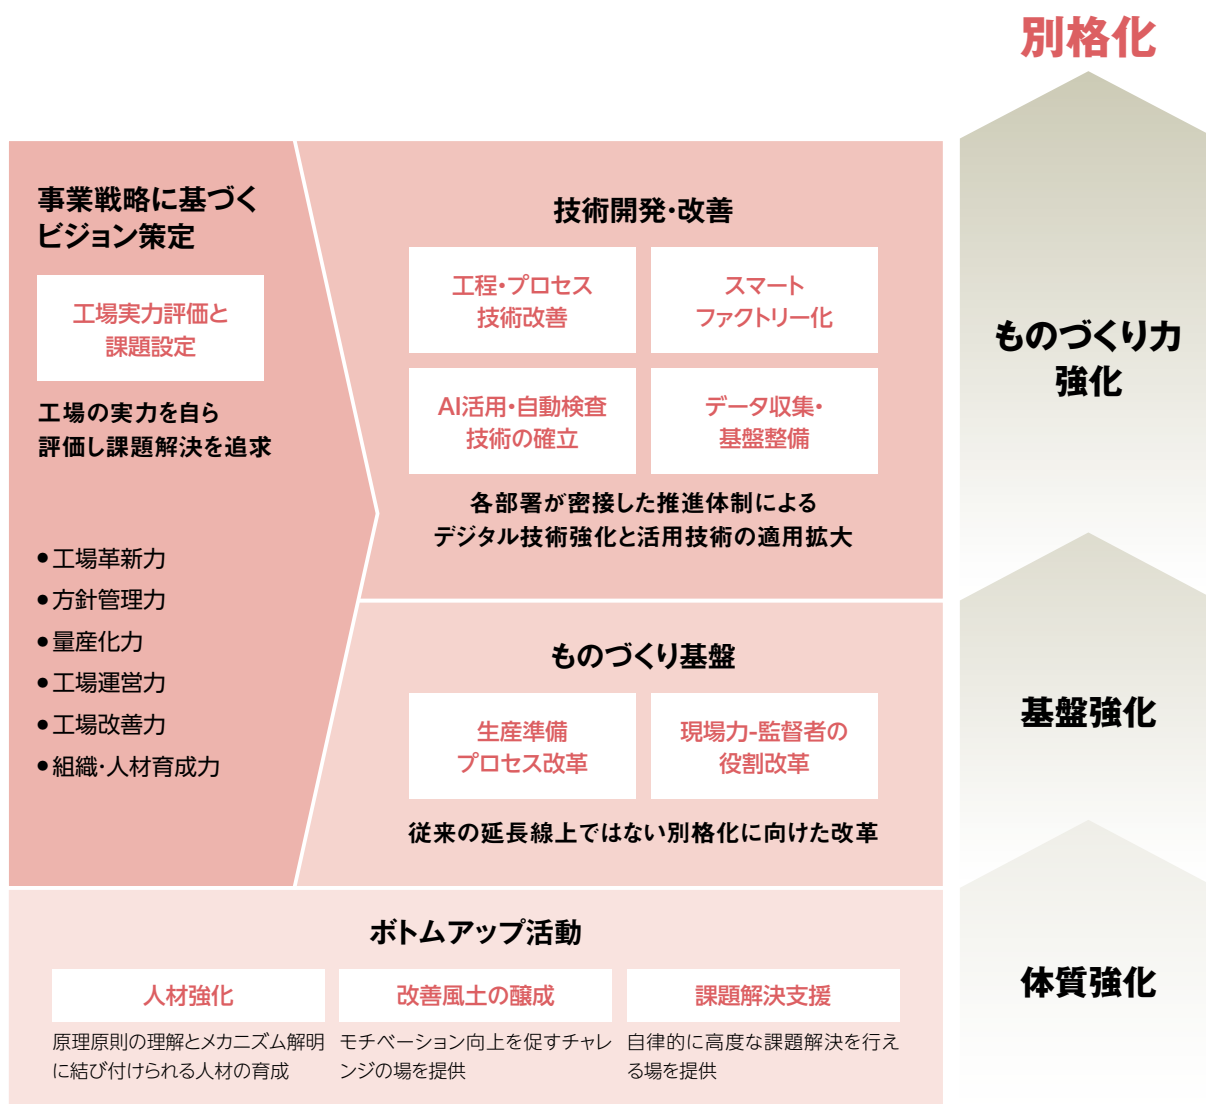 別格化
事業戦略に基づく
ビジョン策定
工場実力評価と
課題設定
工場の実力を自ら
評価し課題解決を追求
●工場革新力
●方針管理力
●量産化力
●工場運営力
●工場改善力
●組織・人材育成力
技術開発・改善
工程・プロセス
技術改善
スマート
ファクトリー化
AI活用・自動検査
技術の確立
データ収集・
基盤整備
各部署が密接した推進体制による
デジタル技術強化と活用技術の適用拡大
ものづくり力
強化
ものづくり基盤
生産準備
プロセス改革
現場力-監督者の
役割改革
従来の延長線上ではない別格化に向けた改革
基盤強化
ボトムアップ活動
人材強化
原理原則の理解とメカニズム解明
に結び付けられる人材の育成
改善風土の醸成
モチベーション向上を促すチャレ
ンジの場を提供
課題解決支援
自律的に高度な課題解決を行え
る場を提供
体質強化